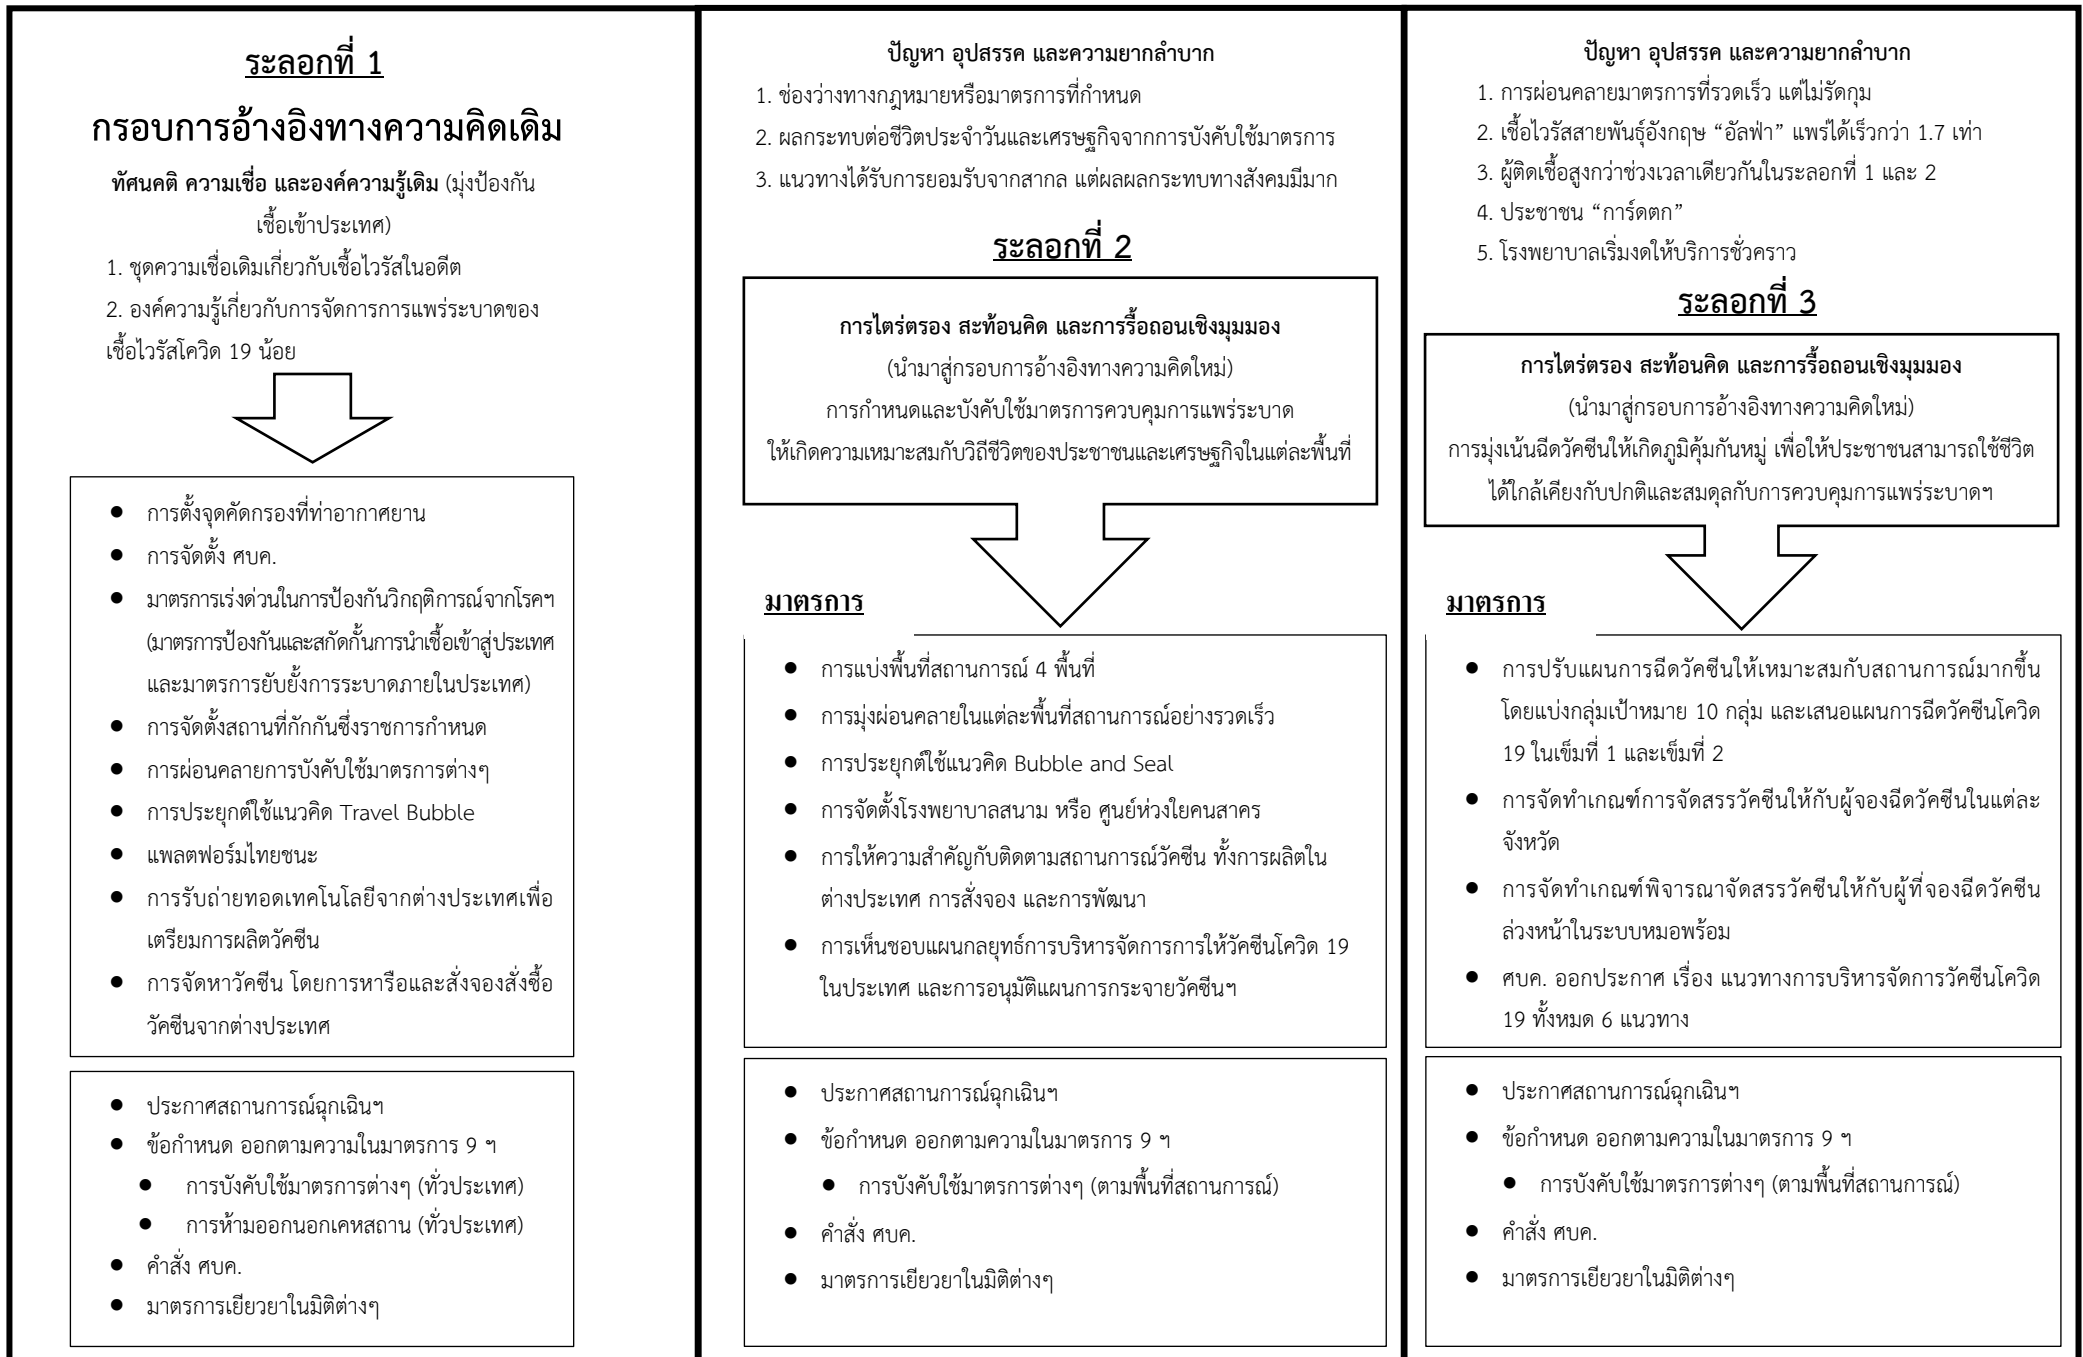 ระลอกที่ 1
กรอบการอ้างอิงทางความคิดเดิม
ทัศนคติ ความเชื่อ และองค์ความรู้เดิม (มุ่งป้องกัน
เชื้อเข้าประเทศ)
1. ชุดความเชื่อเดิมเกี่ยวกับเชื้อไวรัสในอดีต
2. องค์ความรู้เกี่ยวกับการจัดการการแพร่ระบาดของ
เชื้อไวรัสโควิด 19 น้อย
● การตั้งจุดคัดกรองที่ท่าอากาศยาน
● การจัดตั้ง ศบค.
● มาตรการเร่งด่วนในการป้องกันวิกฤติการณ์จากโรคฯ
(มาตรการป้องกันและสกัดกั้นการนำเชื้อเข้าสู่ประเทศ
และมาตรการยับยั้งการระบาดภายในประเทศ)
● การจัดตั้งสถานที่กักกันซึ่งราชการกำหนด
● การผ่อนคลายการบังคับใช้มาตรการต่างๆ
● การประยุกต์ใช้แนวคิด Travel Bubble
● แพลตฟอร์มไทยชนะ
● การรับถ่ายทอดเทคโนโลยีจากต่างประเทศเพื่อ
เตรียมการผลิตวัคซีน
● การจัดหาวัคซีน โดยการหารือและสั่งจองสั่งซื้อ
วัคซีนจากต่างประเทศ
● ประกาศสถานการณ์ฉุกเฉินฯ
● ข้อกำหนด ออกตามความในมาตรการ 9 ฯ
● การบังคับใช้มาตรการต่างๆ (ทั่วประเทศ)
● การห้ามออกนอกเคหสถาน (ทั่วประเทศ)
● คำสั่ง ศบค.
● มาตรการเยียวยาในมิติต่างๆ
ปัญหา อุปสรรค และความยากลำบาก
1. ช่องว่างทางกฎหมายหรือมาตรการที่กำหนด
2. ผลกระทบต่อชีวิตประจำวันและเศรษฐกิจจากการบังคับใช้มาตรการ
3. แนวทางได้รับการยอมรับจากสากล แต่ผลผลกระทบทางสังคมมีมาก
ระลอกที่ 2
การไตร่ตรอง สะท้อนคิด และการรื้อถอนเชิงมุมมอง
(นำมาสู่กรอบการอ้างอิงทางความคิดใหม่)
การกำหนดและบังคับใช้มาตรการควบคุมการแพร่ระบาด
ให้เกิดความเหมาะสมกับวิถีชีวิตของประชาชนและเศรษฐกิจในแต่ละพื้นที่
มาตรการ
● การแบ่งพื้นที่สถานการณ์ 4 พื้นที่
● การมุ่งผ่อนคลายในแต่ละพื้นที่สถานการณ์อย่างรวดเร็ว
● การประยุกต์ใช้แนวคิด Bubble and Seal
● การจัดตั้งโรงพยาบาลสนาม หรือ ศูนย์ห่วงใยคนสาคร
● การให้ความสำคัญกับติดตามสถานการณ์วัคซีน ทั้งการผลิตใน
ต่างประเทศ การสั่งจอง และการพัฒนา
● การเห็นชอบแผนกลยุทธ์การบริหารจัดการการให้วัคซีนโควิด 19
ในประเทศ และการอนุมัติแผนการกระจายวัคซีนฯ
● ประกาศสถานการณ์ฉุกเฉินฯ
● ข้อกำหนด ออกตามความในมาตรการ 9 ฯ
● การบังคับใช้มาตรการต่างๆ (ตามพื้นที่สถานการณ์)
● คำสั่ง ศบค.
● มาตรการเยียวยาในมิติต่างๆ
ปัญหา อุปสรรค และความยากลำบาก
1. การผ่อนคลายมาตรการที่รวดเร็ว แต่ไม่รัดกุม
2. เชื้อไวรัสสายพันธุ์อังกฤษ “อัลฟ่า” แพร่ได้เร็วกว่า 1.7 เท่า
3. ผู้ติดเชื้อสูงกว่าช่วงเวลาเดียวกันในระลอกที่ 1 และ 2
4. ประชาชน “การ์ดตก”
5. โรงพยาบาลเริ่มงดให้บริการชั่วคราว
ระลอกที่ 3
การไตร่ตรอง สะท้อนคิด และการรื้อถอนเชิงมุมมอง
(นำมาสู่กรอบการอ้างอิงทางความคิดใหม่)
การมุ่งเน้นฉีดวัคซีนให้เกิดภูมิคุ้มกันหมู่ เพื่อให้ประชาชนสามารถใช้ชีวิต
ได้ใกล้เคียงกับปกติและสมดุลกับการควบคุมการแพร่ระบาดฯ
มาตรการ
● การปรับแผนการฉีดวัคซีนให้เหมาะสมกับสถานการณ์มากขึ้น
โดยแบ่งกลุ่มเป้าหมาย 10 กลุ่ม และเสนอแผนการฉีดวัคซีนโควิด
19 ในเข็มที่ 1 และเข็มที่ 2
● การจัดทำเกณฑ์การจัดสรรวัคซีนให้กับผู้จองฉีดวัคซีนในแต่ละ
จังหวัด
● การจัดทำเกณฑ์พิจารณาจัดสรรวัคซีนให้กับผู้ที่จองฉีดวัคซีน
ล่วงหน้าในระบบหมอพร้อม
● ศบค. ออกประกาศ เรื่อง แนวทางการบริหารจัดการวัคซีนโควิด
19 ทั้งหมด 6 แนวทาง
● ประกาศสถานการณ์ฉุกเฉินฯ
● ข้อกำหนด ออกตามความในมาตรการ 9 ฯ
● การบังคับใช้มาตรการต่างๆ (ตามพื้นที่สถานการณ์)
● คำสั่ง ศบค.
● มาตรการเยียวยาในมิติต่างๆ